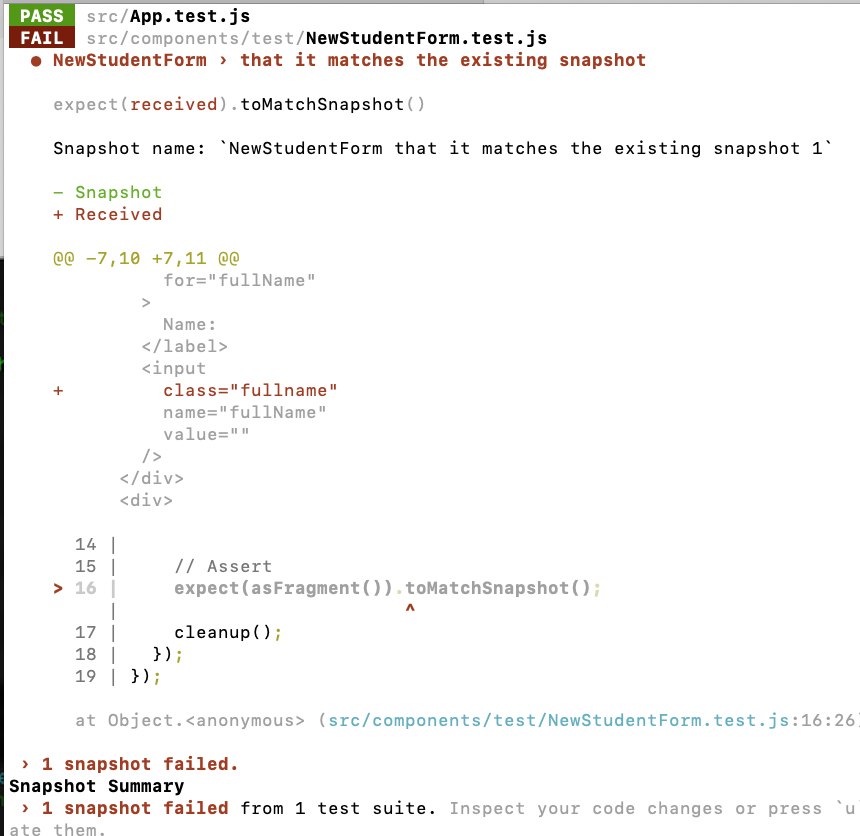 PASS src/App.test.js
FAIL src/components/test/NewStudentForm.test.js
● NewStudentForm › that it matches the existing snapshot
expect(received).toMatchSnapshot()
Snapshot name: `NewStudentForm that it matches the existing snapshot 1`
- Snapshot
+ Received
@@ -7,10 +7,11 @@
for="fullName"
>
Name:
</label>
<input
+ class="fullname"
name="fullName"
value=""
/>
</div>
<div>
14 |
15 | // Assert
> 16 | expect(asFragment()).toMatchSnapshot();
| ^
17 | cleanup();
18 | });
19 | });
at Object.<anonymous> (src/components/test/NewStudentForm.test.js:16:26)
› 1 snapshot failed.
Snapshot Summary
› 1 snapshot failed from 1 test suite. Inspect your code changes or press `u
ate them.